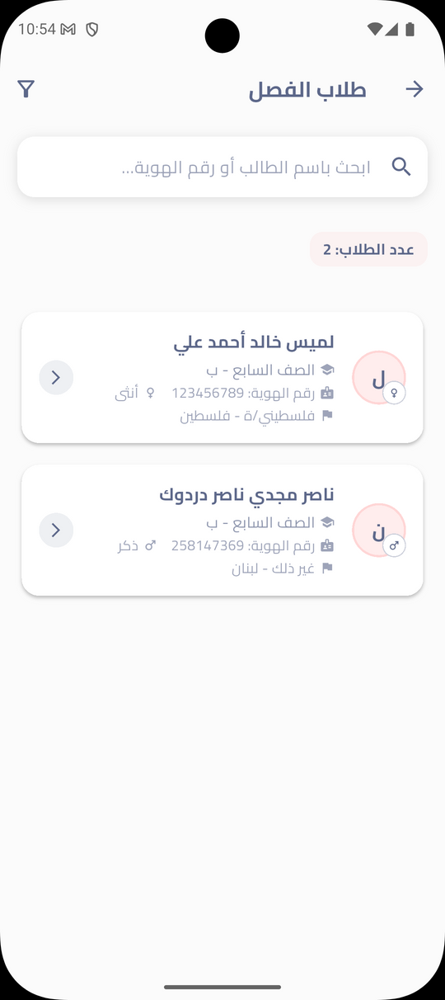 10:54
طلاب الفصل
ابحث باسم الطالب أو رقم الهوية...
عدد الطلاب: 2
ل
لميس خالد أحمد علي
الصف السابع - ب
رقم الهوية: 123456789 أنثى
فلسطيني/ة - فلسطين
ن
ناصر مجدي ناصر دردوك
الصف السابع - ب
رقم الهوية: 258147369 ذكر
غير ذلك - لبنان